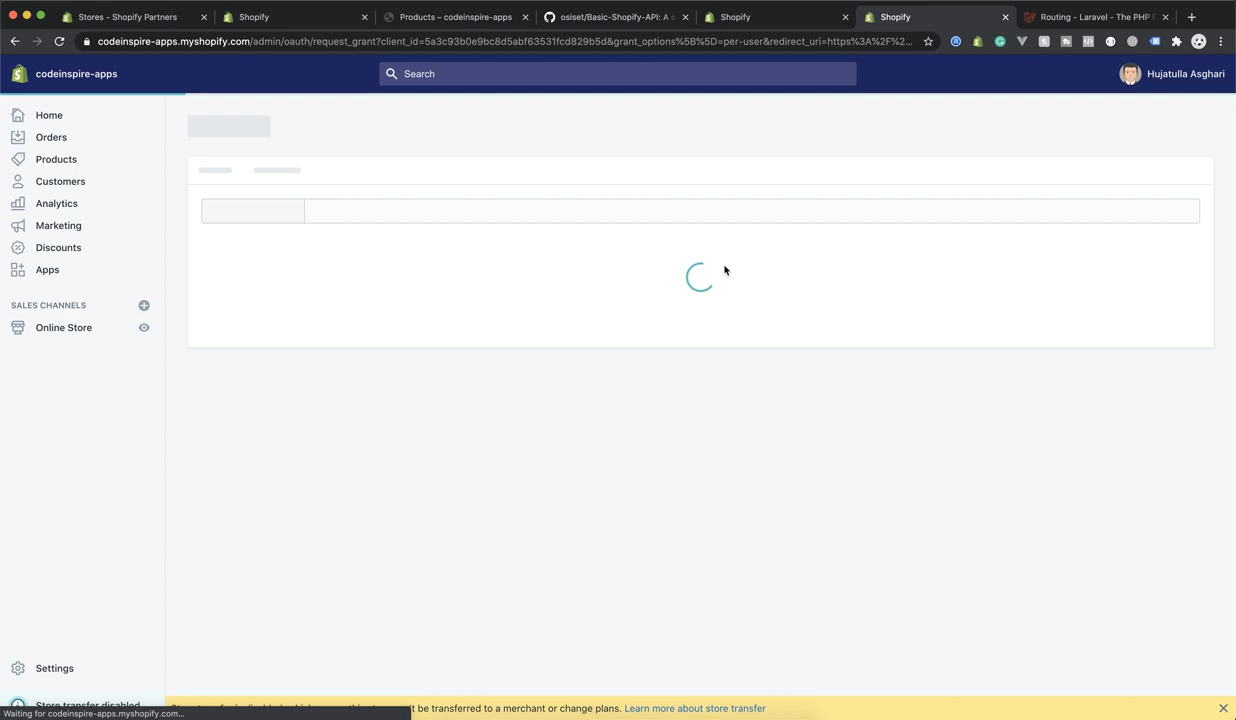 Stores - Shopify Partners
Shopify
Products – codeinspire-apps
osiset/Basic-Shopify-API: A s
Shopify
Shopify
Routing - Laravel - The PHP F
codeinspire-apps.myshopify.com/admin/oauth/request_grant?client_id=5a3c93b0e9bc8d5abf63531fcd829b5d&grant_options%5B%5D=per-user&redirect_uri=https%3A%2F%2...
codeinspire-apps
Search
Hujatulla Asghari
Home
Orders
Products
Customers
Analytics
Marketing
Discounts
Apps
SALES CHANNELS
Online Store
Settings
Store transfer disabled
't be transferred to a merchant or change plans. Learn more about store transfer
Waiting for codeinspire-apps.myshopify.com...